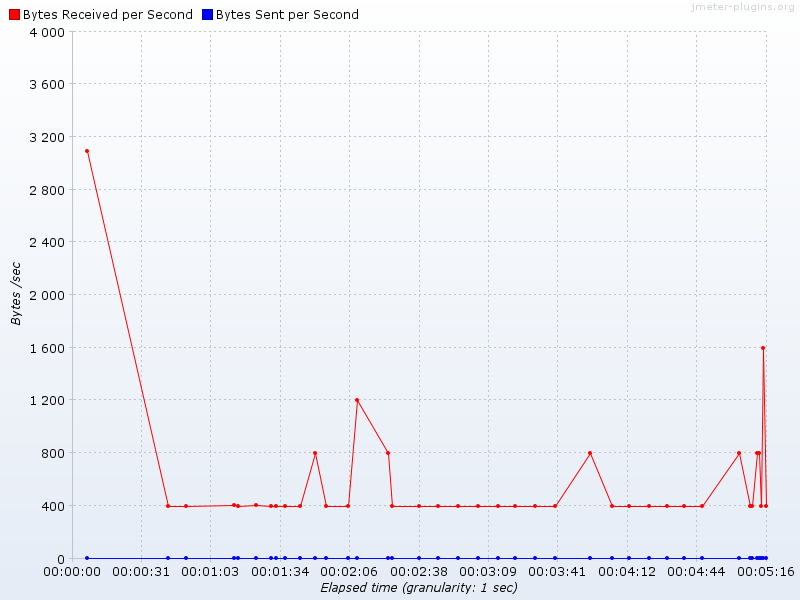 jmeter-plugins.org
Bytes Received per Second Bytes Sent per Second
4 000
3 600
3 200
2 800
2 400
2 000
1 600
1 200
800
400
0
Bytes /sec
00:00:00 00:00:31 00:01:03 00:01:34 00:02:06 00:02:38 00:03:09 00:03:41 00:04:12 00:04:44 00:05:16
Elapsed time (granularity: 1 sec)